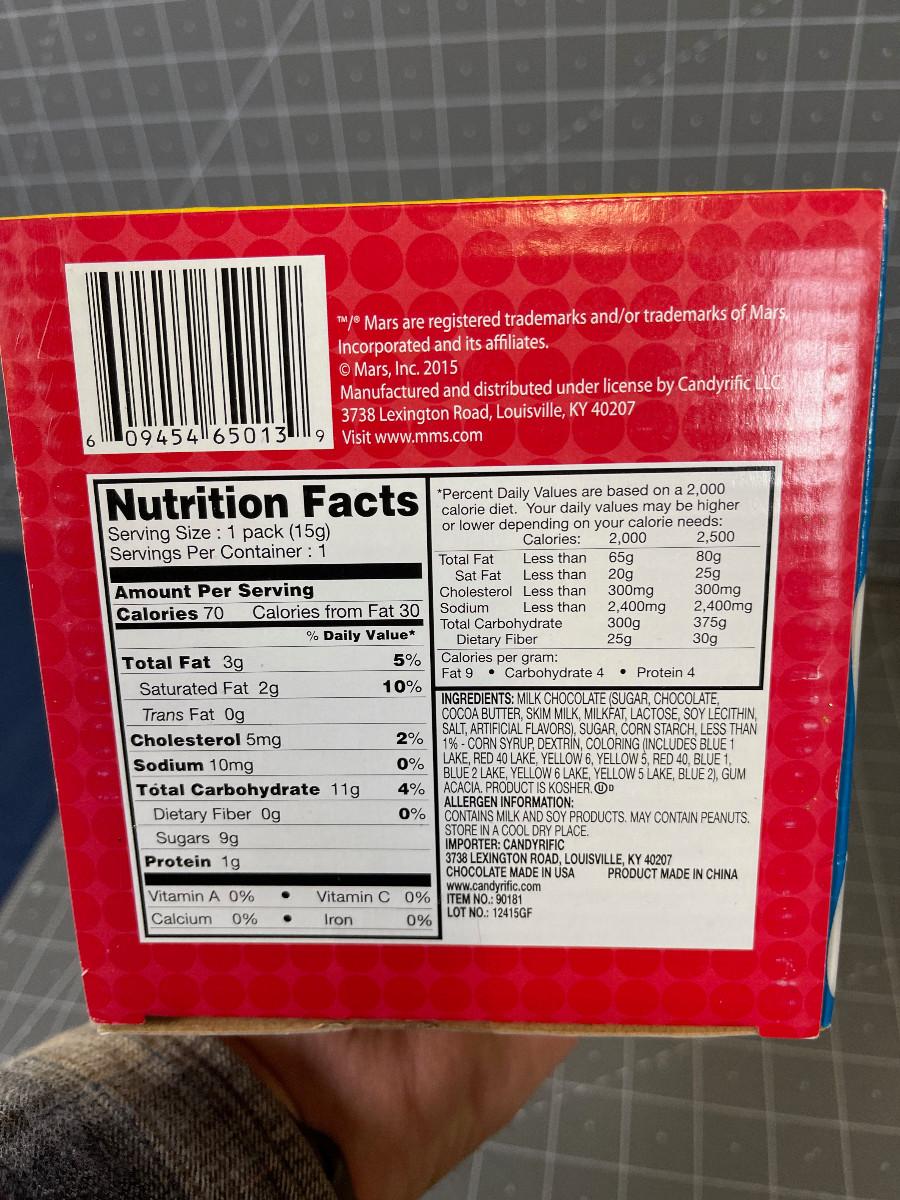 6 09454 65013 9
™/® Mars are registered trademarks and/or trademarks of Mars,
Incorporated and its affiliates.
© Mars, Inc. 2015
Manufactured and distributed under license by Candyrific LLC.
3738 Lexington Road, Louisville, KY 40207
Visit www.mms.com
Nutrition Facts
Serving Size : 1 pack (15g)
Servings Per Container : 1
Amount Per Serving
Calories 70 Calories from Fat 30
% Daily Value*
Total Fat 3g 5%
Saturated Fat 2g 10%
Trans Fat 0g
Cholesterol 5mg 2%
Sodium 10mg 0%
Total Carbohydrate 11g 4%
Dietary Fiber 0g 0%
Sugars 9g
Protein 1g
Vitamin A 0% • Vitamin C 0%
Calcium 0% • Iron 0%
*Percent Daily Values are based on a 2,000
calorie diet. Your daily values may be higher
or lower depending on your calorie needs:
Calories: 2,000 2,500
Total Fat Less than 65g 80g
Sat Fat Less than 20g 25g
Cholesterol Less than 300mg 300mg
Sodium Less than 2,400mg 2,400mg
Total Carbohydrate 300g 375g
Dietary Fiber 25g 30g
Calories per gram:
Fat 9 • Carbohydrate 4 • Protein 4
INGREDIENTS: MILK CHOCOLATE (SUGAR, CHOCOLATE,
COCOA BUTTER, SKIM MILK, MILKFAT, LACTOSE, SOY LECITHIN,
SALT, ARTIFICIAL FLAVORS), SUGAR, CORN STARCH, LESS THAN
1% - CORN SYRUP, DEXTRIN, COLORING (INCLUDES BLUE 1
LAKE, RED 40 LAKE, YELLOW 6, YELLOW 5, RED 40, BLUE 1,
BLUE 2 LAKE, YELLOW 6 LAKE, YELLOW 5 LAKE, BLUE 2), GUM
ACACIA. PRODUCT IS KOSHER. Ⓤ D
ALLERGEN INFORMATION:
CONTAINS MILK AND SOY PRODUCTS. MAY CONTAIN PEANUTS.
STORE IN A COOL DRY PLACE.
IMPORTER: CANDYRIFIC
3738 LEXINGTON ROAD, LOUISVILLE, KY 40207
CHOCOLATE MADE IN USA PRODUCT MADE IN CHINA
www.candyrific.com
ITEM NO.: 90181
LOT NO.: 12415GF